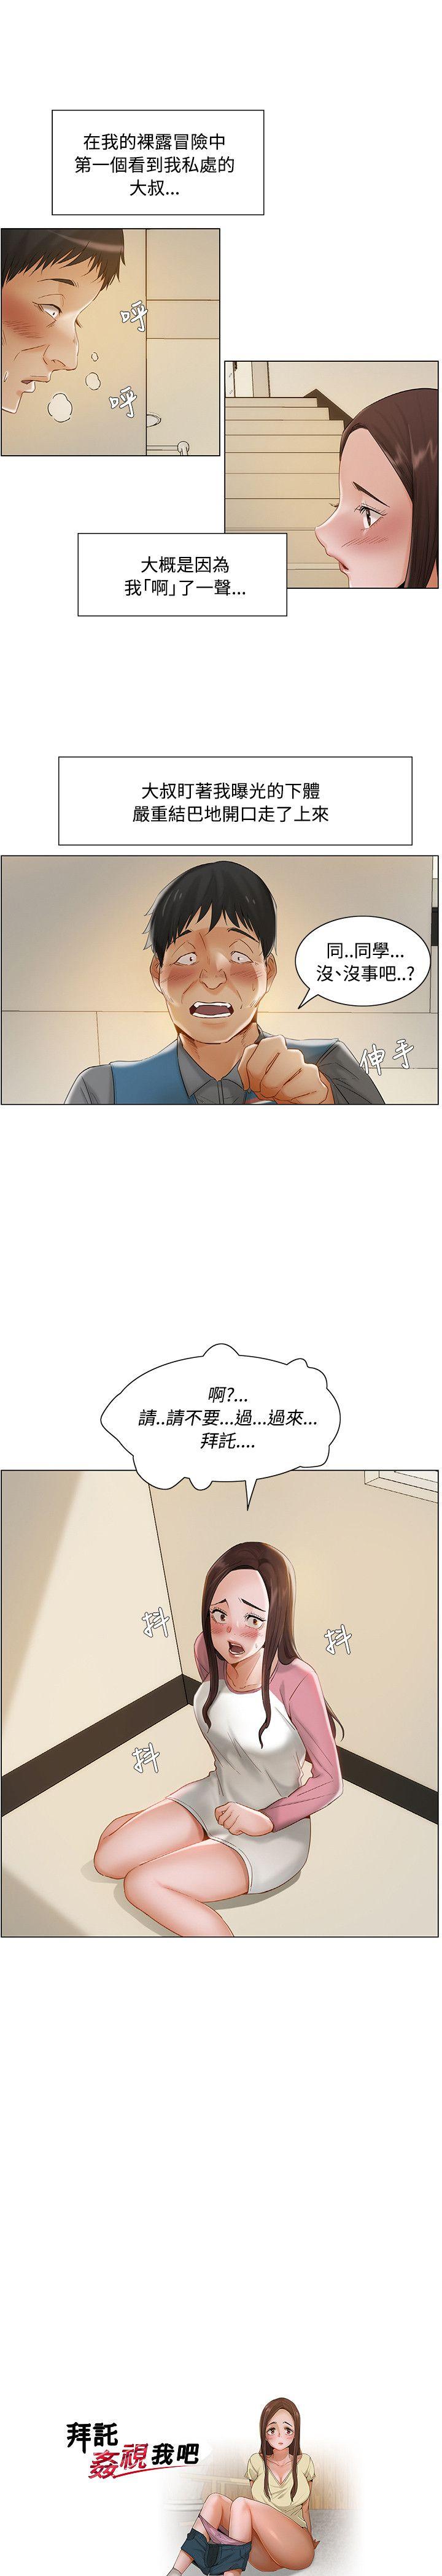 在我的裸露冒險中
第一個看到我私處的
大叔...
呼
呼
大概是因為
我「啊」了一聲...
大叔盯著我曝光的下體
嚴重結巴地開口走了上來
同..同學...
沒、沒事吧..?
伸手
啊?...
請..請不要...過...過來...
拜託....
抖
抖
抖
拜託
姦視我吧